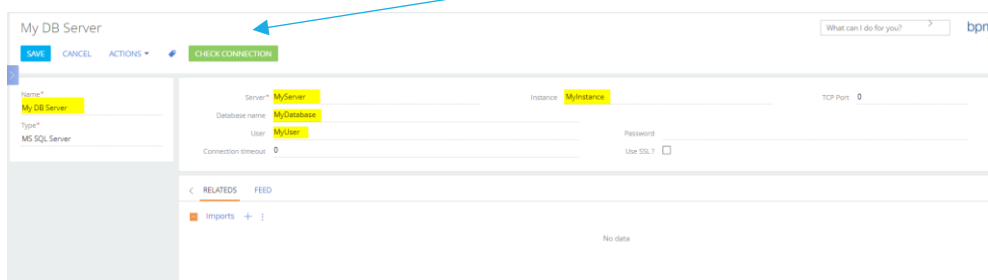 My DB Server
What can I do for you?
bpm
SAVE CANCEL ACTIONS CHECK CONNECTION
Name*
My DB Server
Type*
MS SQL Server
Server* MyServer Instance MyInstance TCP Port 0
Database name MyDatabase
User MyUser Password
Connection timeout 0 Use SSL?
RELATEDS FEED
Imports
No data